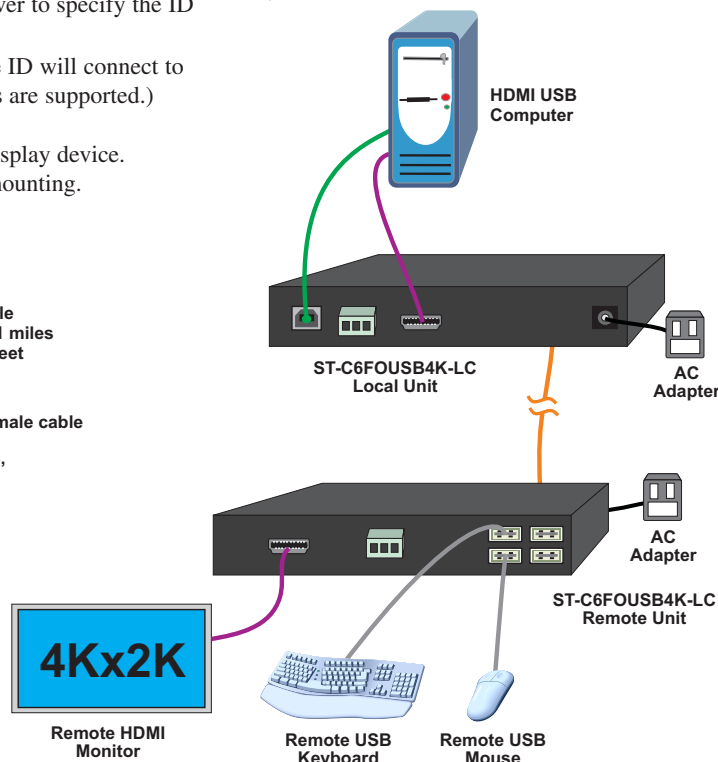 ver to specify the ID
ID will connect to
s are supported.)
splay device.
nounting.
le
miles
eet
male cable
HDMI USB
Computer
ST-C6FOUSB4K-LC
Local Unit
AC
Adapter
AC
Adapter
ST-C6FOUSB4K-LC
Remote Unit
4Kx2K
Remote HDMI
Monitor
Remote USB
Keyboard
Remote USB
Mouse